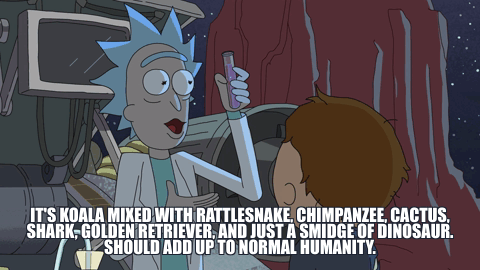 IT'S KOALA MIXED WITH RATTLESNAKE, CHIMPANZEE, CACTUS,
SHARK, GOLDEN RETRIEVER, AND JUST A SMIDGE OF DINOSAUR.
SHOULD ADD UP TO NORMAL HUMANITY.